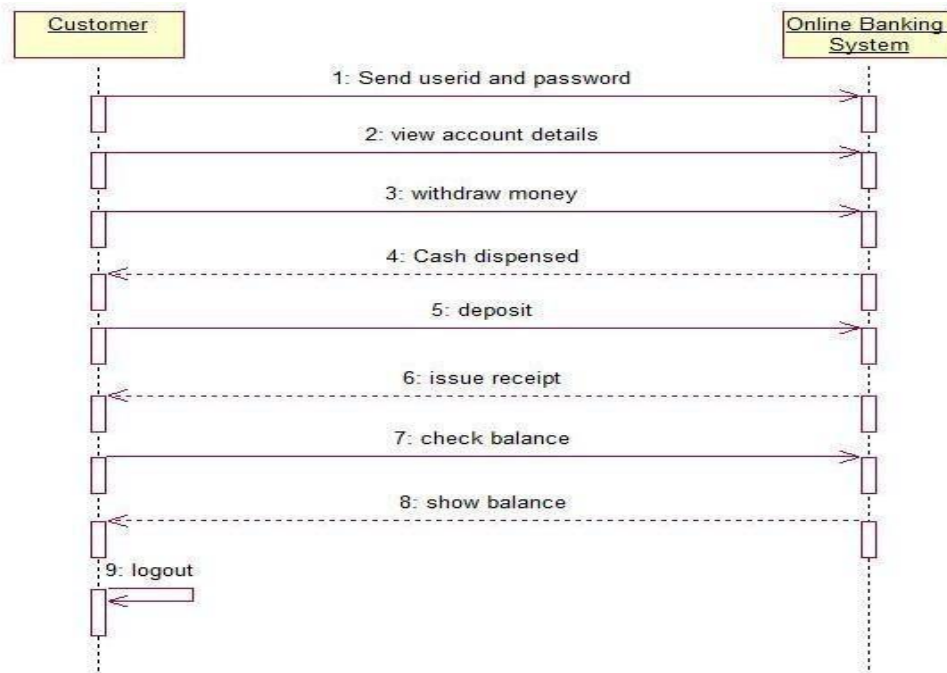 Customer
Online Banking
System
1: Send userid and password
2: view account details
3: withdraw money
4: Cash dispensed
5: deposit
6: issue receipt
7: check balance
8: show balance
9: logout